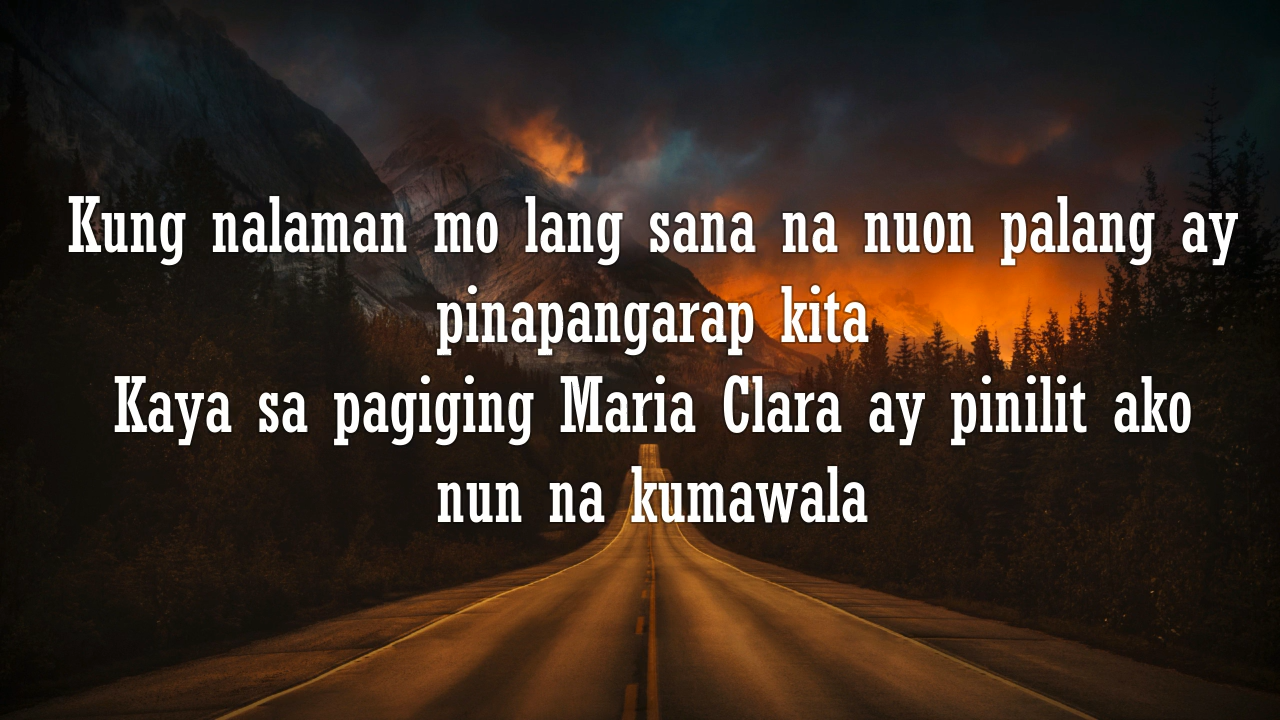 Kung nalaman mo lang sana na nuon palang ay
pinapangarap kita
Kaya sa pagiging Maria Clara ay pinilit ako
nun na kumawala